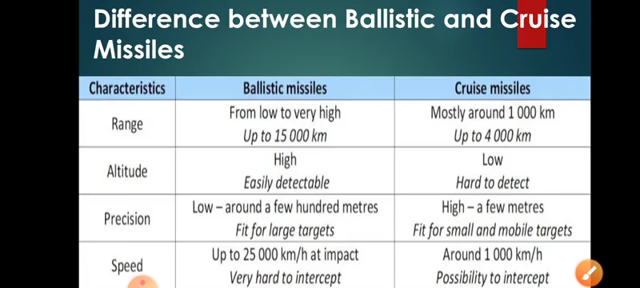 Difference between Ballistic and Cruise
Missiles
Characteristics Ballistic missiles Cruise missiles
Range From low to very high Mostly around 1 000 km
Up to 15 000 km Up to 4 000 km
Altitude High Low
Easily detectable Hard to detect
Precision Low – around a few hundred metres High – a few metres
Fit for large targets Fit for small and mobile targets
Speed Up to 25 000 km/h at impact Around 1 000 km/h
Very hard to intercept Possibility to intercept